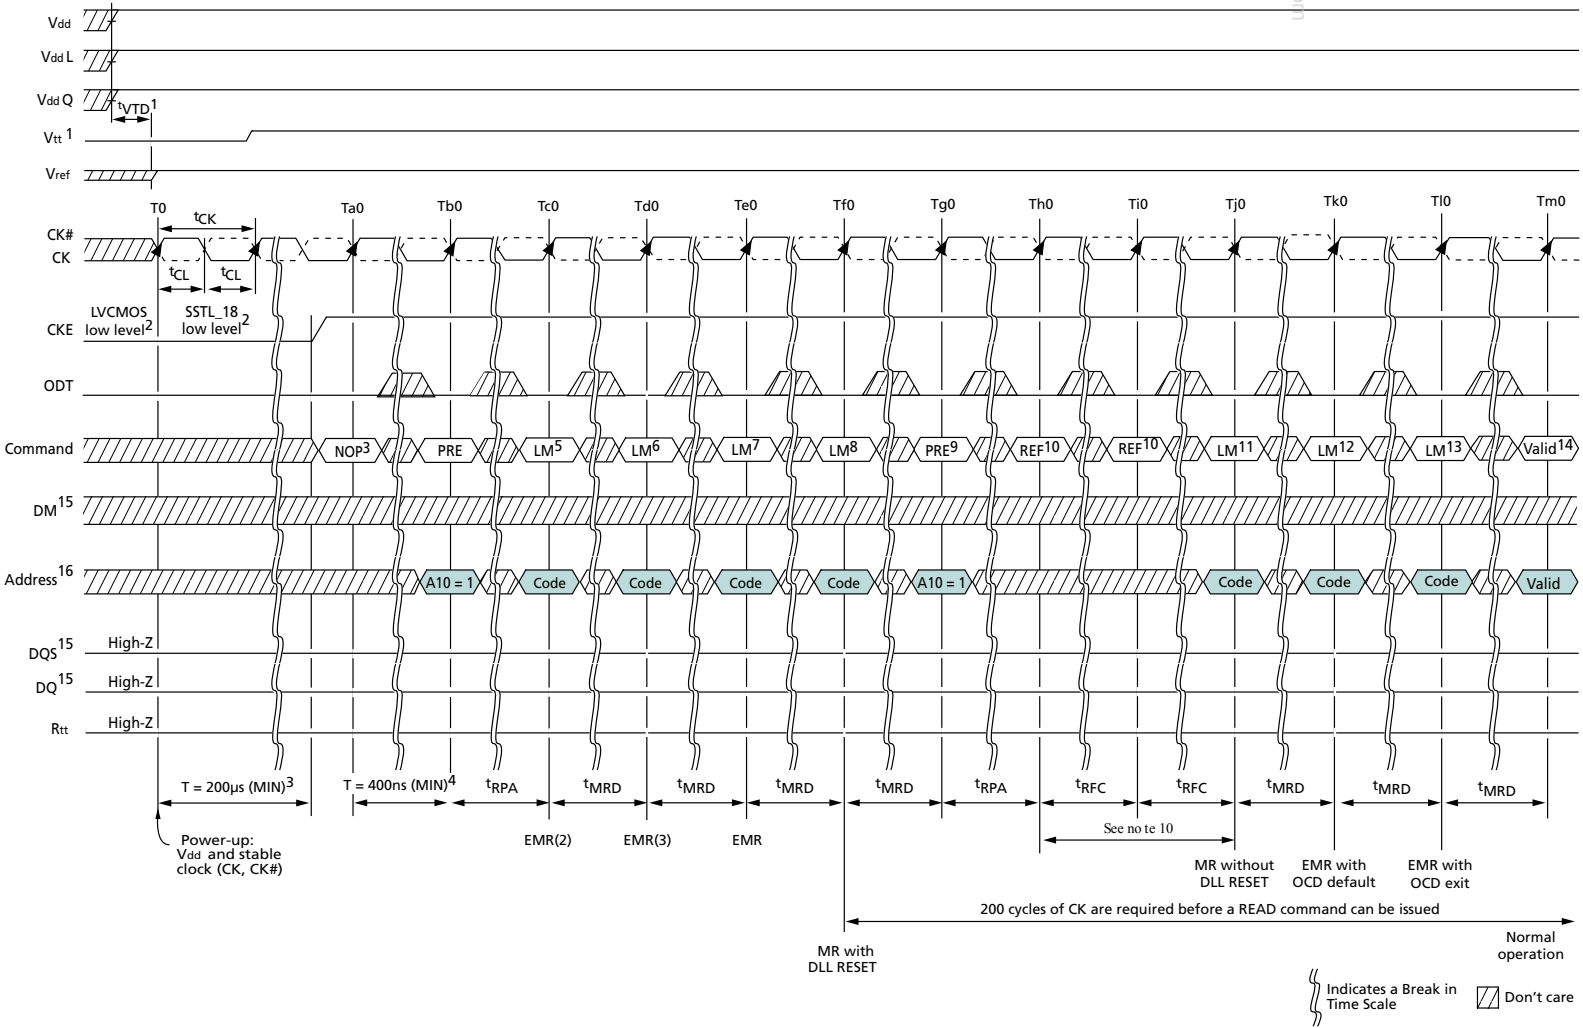 om
Vdd
Vdd L
Vdd Q
tVTD1
Vtt 1
Vref
T0 Ta0 Tb0 Tc0 Td0 Te0 Tf0 Tg0 Th0 Ti0 Tj0 Tk0 Tl0 Tm0
tCK
CK#
CK
tCL tCL
LVCMOS
low level2
SSTL_18
low level2
CKE
ODT
Command NOP3 PRE LM5 LM6 LM7 LM8 PRE9 REF10 REF10 LM11 LM12 LM13 Valid14
DM15
Address16 A10 = 1 Code Code Code Code A10 = 1 Code Code Code Valid
DQS15 High-Z
DQ15 High-Z
Rtt High-Z
T = 200µs (MIN)3 T = 400ns (MIN)4 tRPA tMRD tMRD tMRD tMRD tRPA tRFC tRFC tMRD tMRD tMRD
See no te 10
Power-up:
Vdd and stable
clock (CK, CK#)
EMR(2) EMR(3) EMR
MR without
DLL RESET
EMR with
OCD default
EMR with
OCD exit
200 cycles of CK are required before a READ command can be issued
MR with
DLL RESET
Normal
operation
Indicates a Break in
Time Scale
Don't care